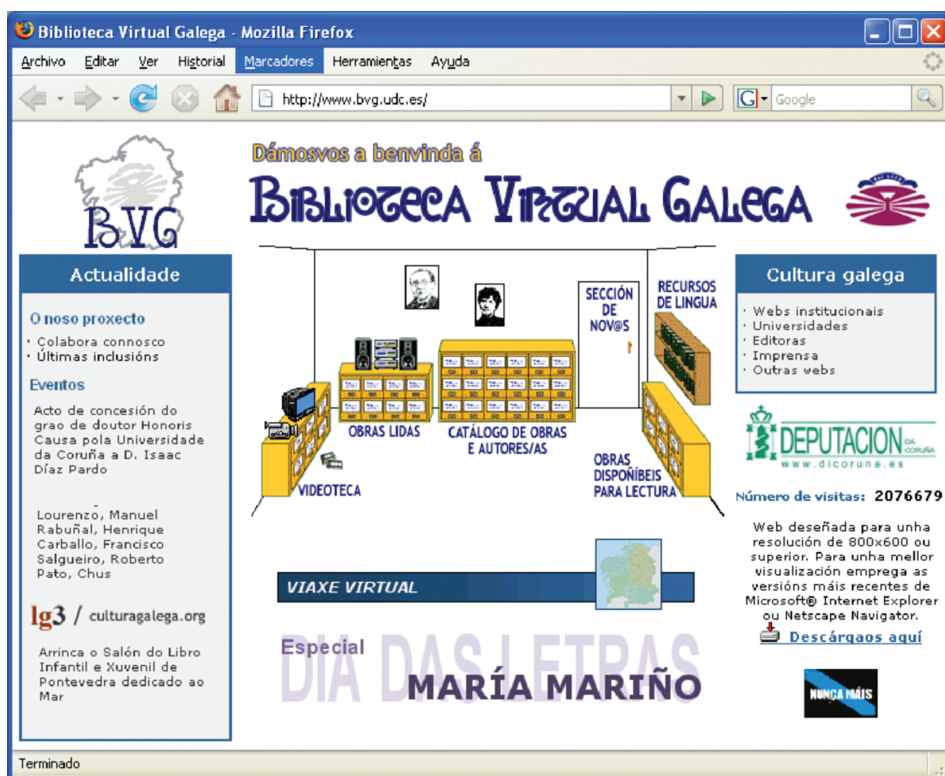 Biblioteca Virtual Galega - Mozilla Firefox
Archivo Editar Ver Historial Marcadores Herramientas Ayuda
http://www.bvg.udc.es/
G Google
BVG
Dámosvos a benvinda á
BIBLIOTECA VIRTUAL GALEGA
Actualidade
O noso proxecto
· Colabora connosco
· Últimas inclusións
Eventos
Acto de concesión do
grao de doutor Honoris
Causa pola Universidade
da Coruña a D. Isaac
Díaz Pardo
Lourenzo, Manuel
Rabuñal, Henrique
Carballo, Francisco
Salgueiro, Roberto
Pato, Chus
lg3 / culturagalega.org
Arrinca o Salón do Libro
Infantil e Xuvenil de
Pontevedra dedicado ao
Mar
SECCIÓN
DE
NOV@S
RECURSOS
DE LINGUA
OBRAS LIDAS
CATÁLOGO DE OBRAS
E AUTORES/AS
VIDEOTECA
OBRAS
DISPOÑÍBEIS
PARA LECTURA
VIAXE VIRTUAL
Especial
DIA DAS LETRAS
MARÍA MARIÑO
Cultura galega
· Webs institucionais
· Universidades
· Editoras
· Imprensa
· Outras webs
DEPUTACION DA CORUÑA
www.dicoruna.es
Número de visitas: 2076679
Web deseñada para unha
resolución de 800x600 ou
superior. Para unha mellor
visualización emprega as
versións máis recentes de
Microsoft® Internet Explorer
ou Netscape Navigator.
Descárgaos aquí
NUNCA MÁIS
Terminado